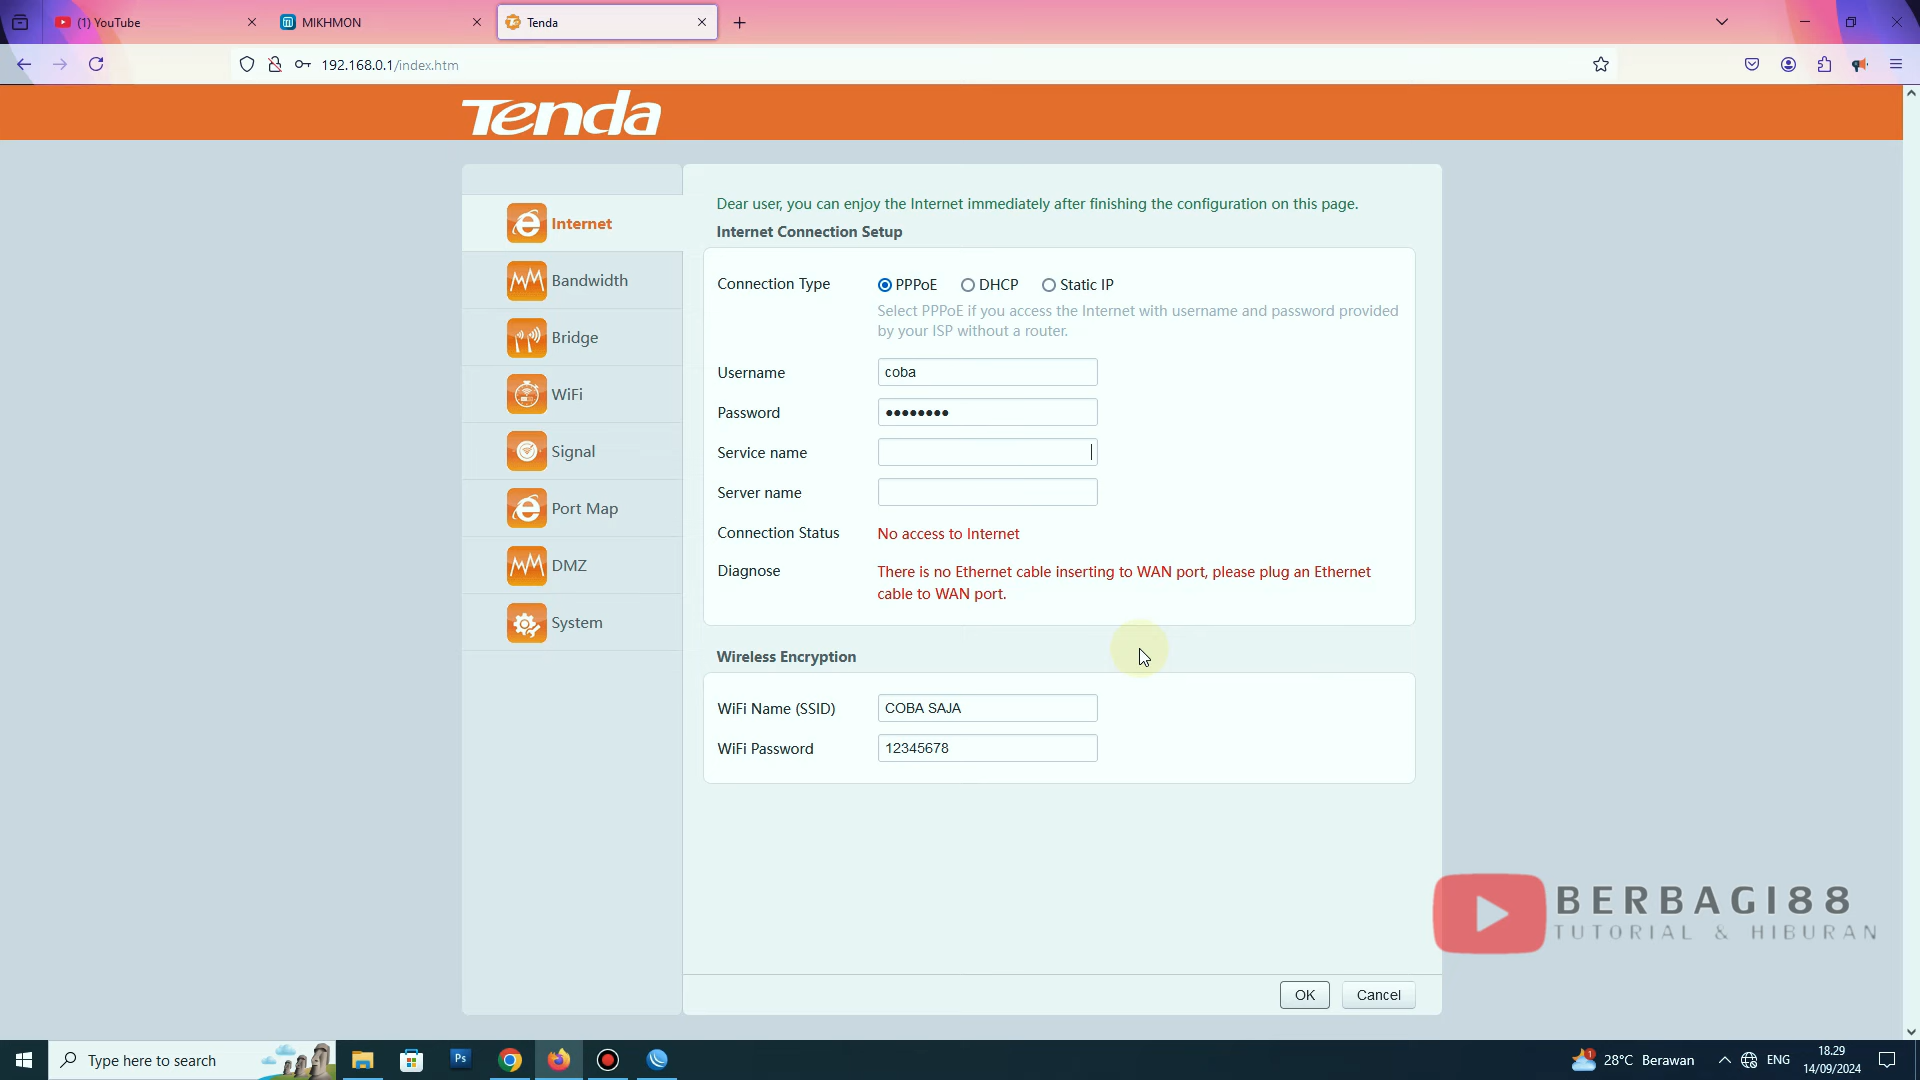 (1) YouTube
MIKHMON
Tenda
192.168.0.1/index.htm
Tenda
Internet
Bandwidth
Bridge
WiFi
Signal
Port Map
DMZ
System
Dear user, you can enjoy the Internet immediately after finishing the configuration on this page.
Internet Connection Setup
Connection Type
PPPoE DHCP Static IP
Select PPPoE if you access the Internet with username and password provided
by your ISP without a router.
Username coba
Password ••••••••
Service name
Server name
Connection Status No access to Internet
Diagnose There is no Ethernet cable inserting to WAN port, please plug an Ethernet
cable to WAN port.
Wireless Encryption
WiFi Name (SSID) COBA SAJA
WiFi Password 12345678
OK Cancel
BERBAGI88
TUTORIAL & HIBURAN
Type here to search
Ps
1
28°C Berawan
ENG
18.29
14/09/2024